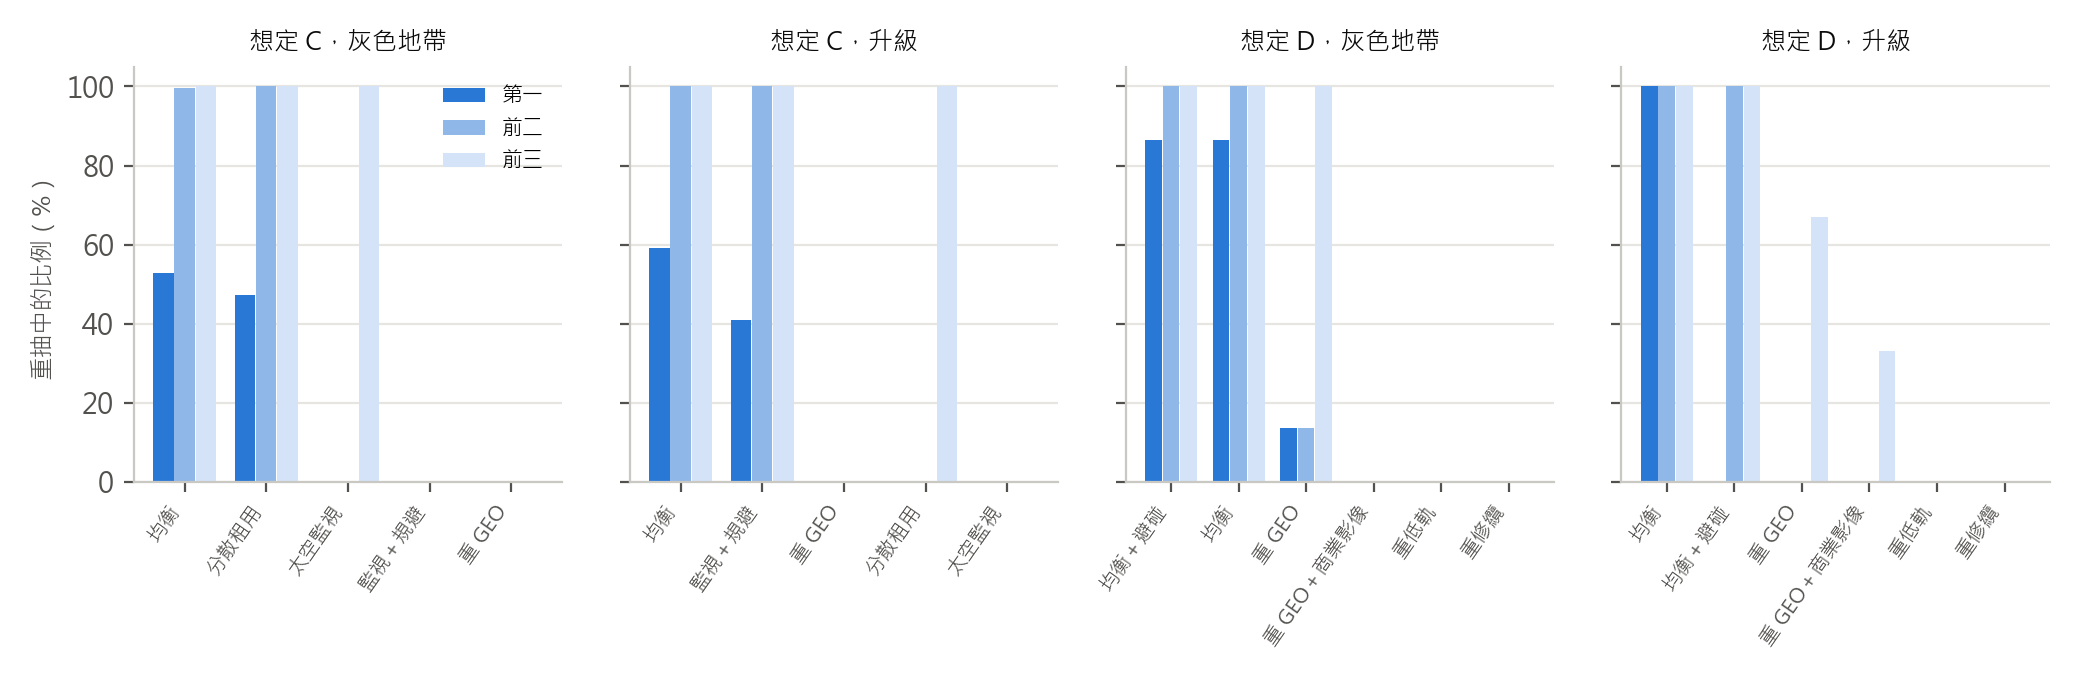 想定 C，灰色地帶
想定 C，升級
想定 D，灰色地帶
想定 D，升級
重抽中的比例（%）
100
80
60
40
20
0
第一
前二
前三
均衡
分散租用
太空監視
監視 + 規避
重 GEO
均衡
監視 + 規避
重 GEO
分散租用
太空監視
均衡 + 避碰
均衡
重 GEO
重 GEO + 商業影像
重低軌
重修纜
均衡
均衡 + 避碰
重 GEO
重 GEO + 商業影像
重低軌
重修纜